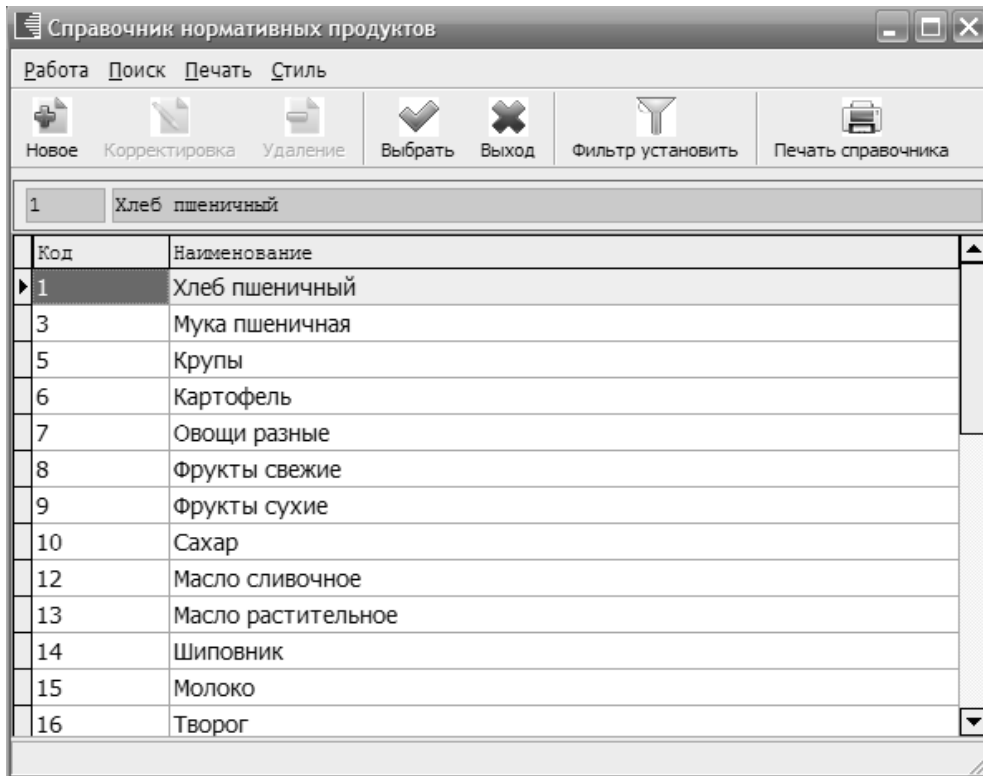 Справочник нормативных продуктов
Работа Поиск Печать Стиль
Новое Корректировка Удаление Выбрать Выход Фильтр установить Печать справочника
1 Хлеб пшеничный
Код Наименование
1 Хлеб пшеничный
3 Мука пшеничная
5 Крупы
6 Картофель
7 Овощи разные
8 Фрукты свежие
9 Фрукты сухие
10 Сахар
12 Масло сливочное
13 Масло растительное
14 Шиповник
15 Молоко
16 Творог